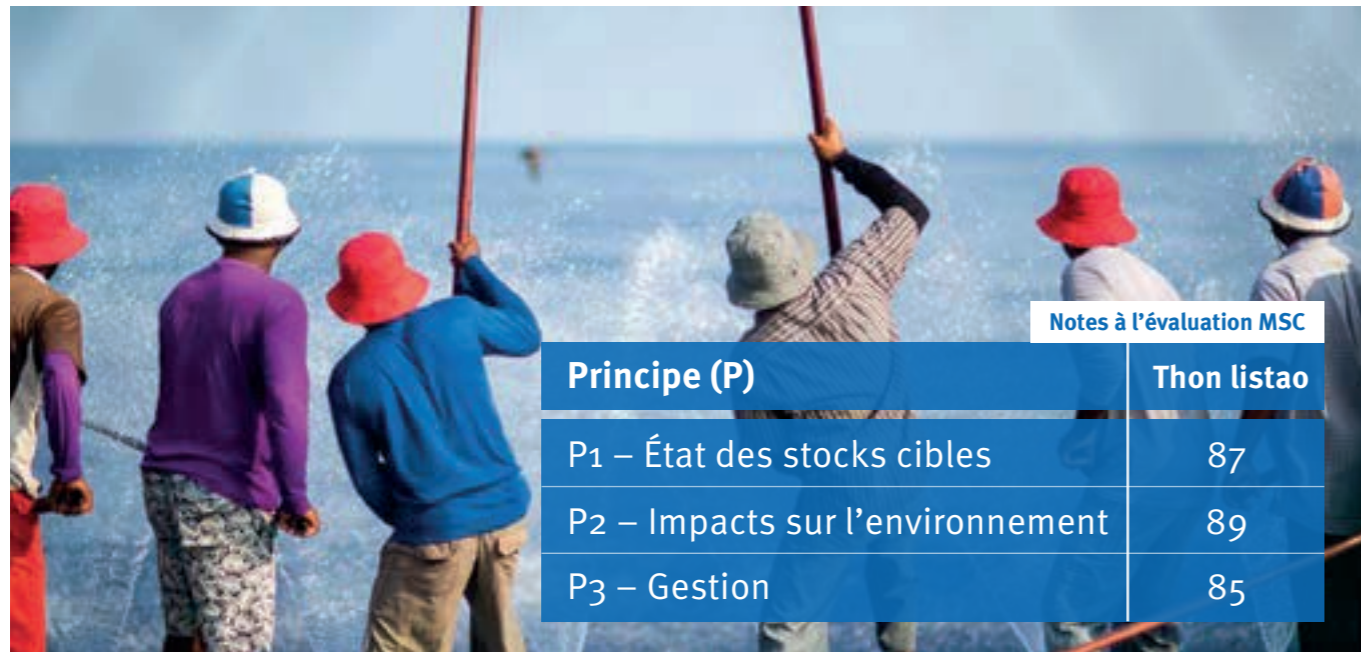 Notes à l’évaluation MSC
Principe (P) Thon listao
P1 – État des stocks cibles 87
P2 – Impacts sur l’environnement 89
P3 – Gestion 85